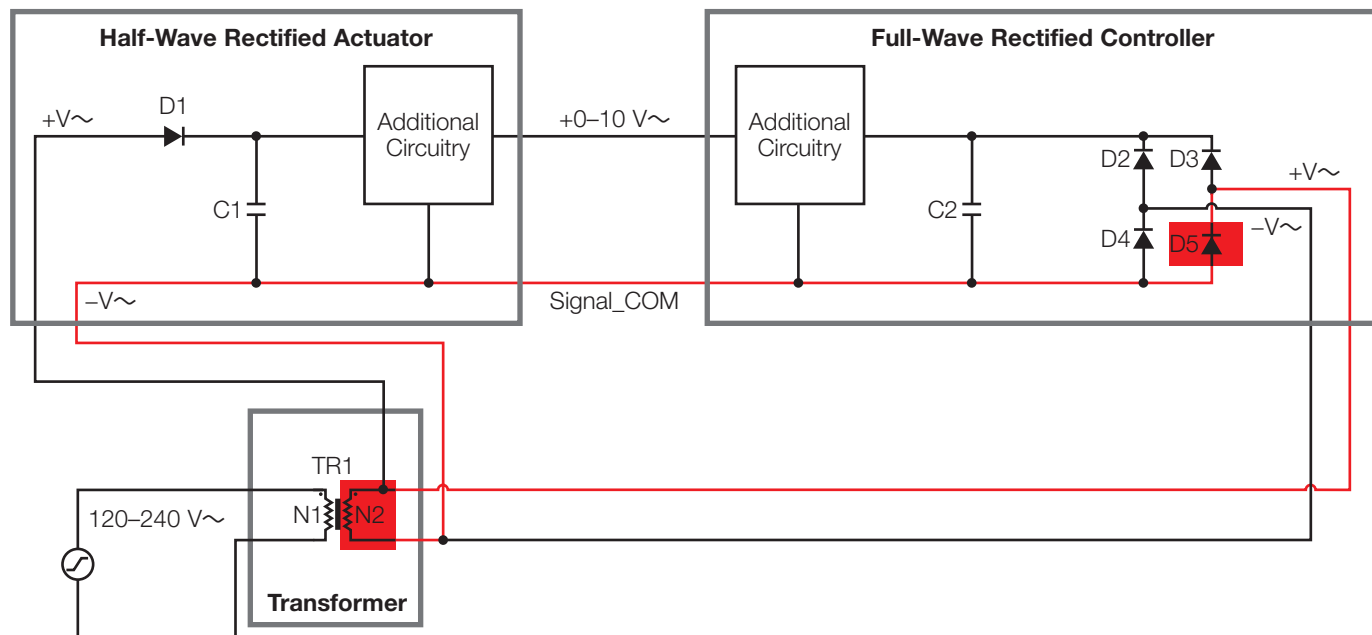 Half-Wave Rectified Actuator
Full-Wave Rectified Controller
D1
+V～
Additional
Circuitry
+0–10 V～
Additional
Circuitry
D2
D3
+V～
C1
C2
D4
D5
–V～
–V～
Signal_COM
TR1
120–240 V～
N1
N2
Transformer